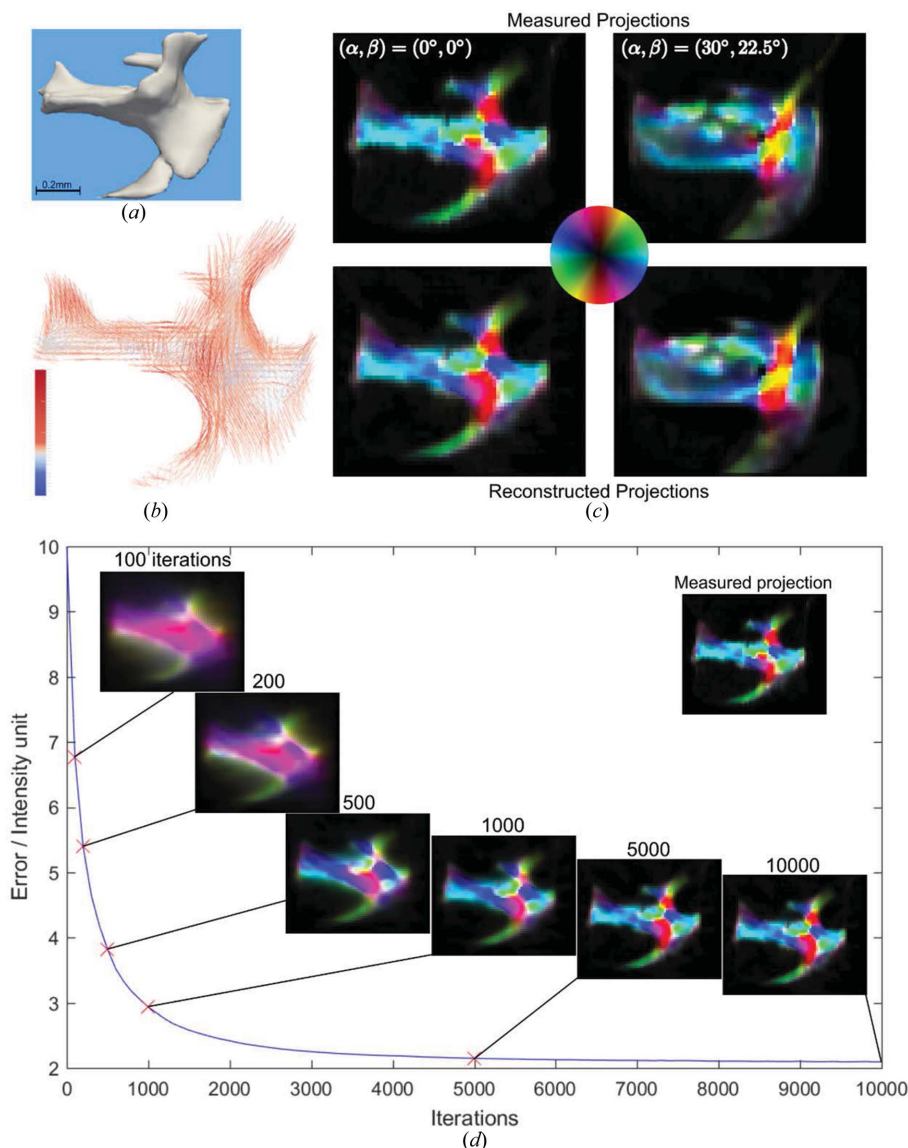 Measured Projections
(α, β) = (0°, 0°)
(α, β) = (30°, 22.5°)
0.2mm
(a)
(b)
Reconstructed Projections
(c)
10
9
8
7
6
5
4
3
2
Error / Intensity unit
100 iterations
200
500
1000
5000
10000
Measured projection
0 1000 2000 3000 4000 5000 6000 7000 8000 9000 10000
Iterations
(d)